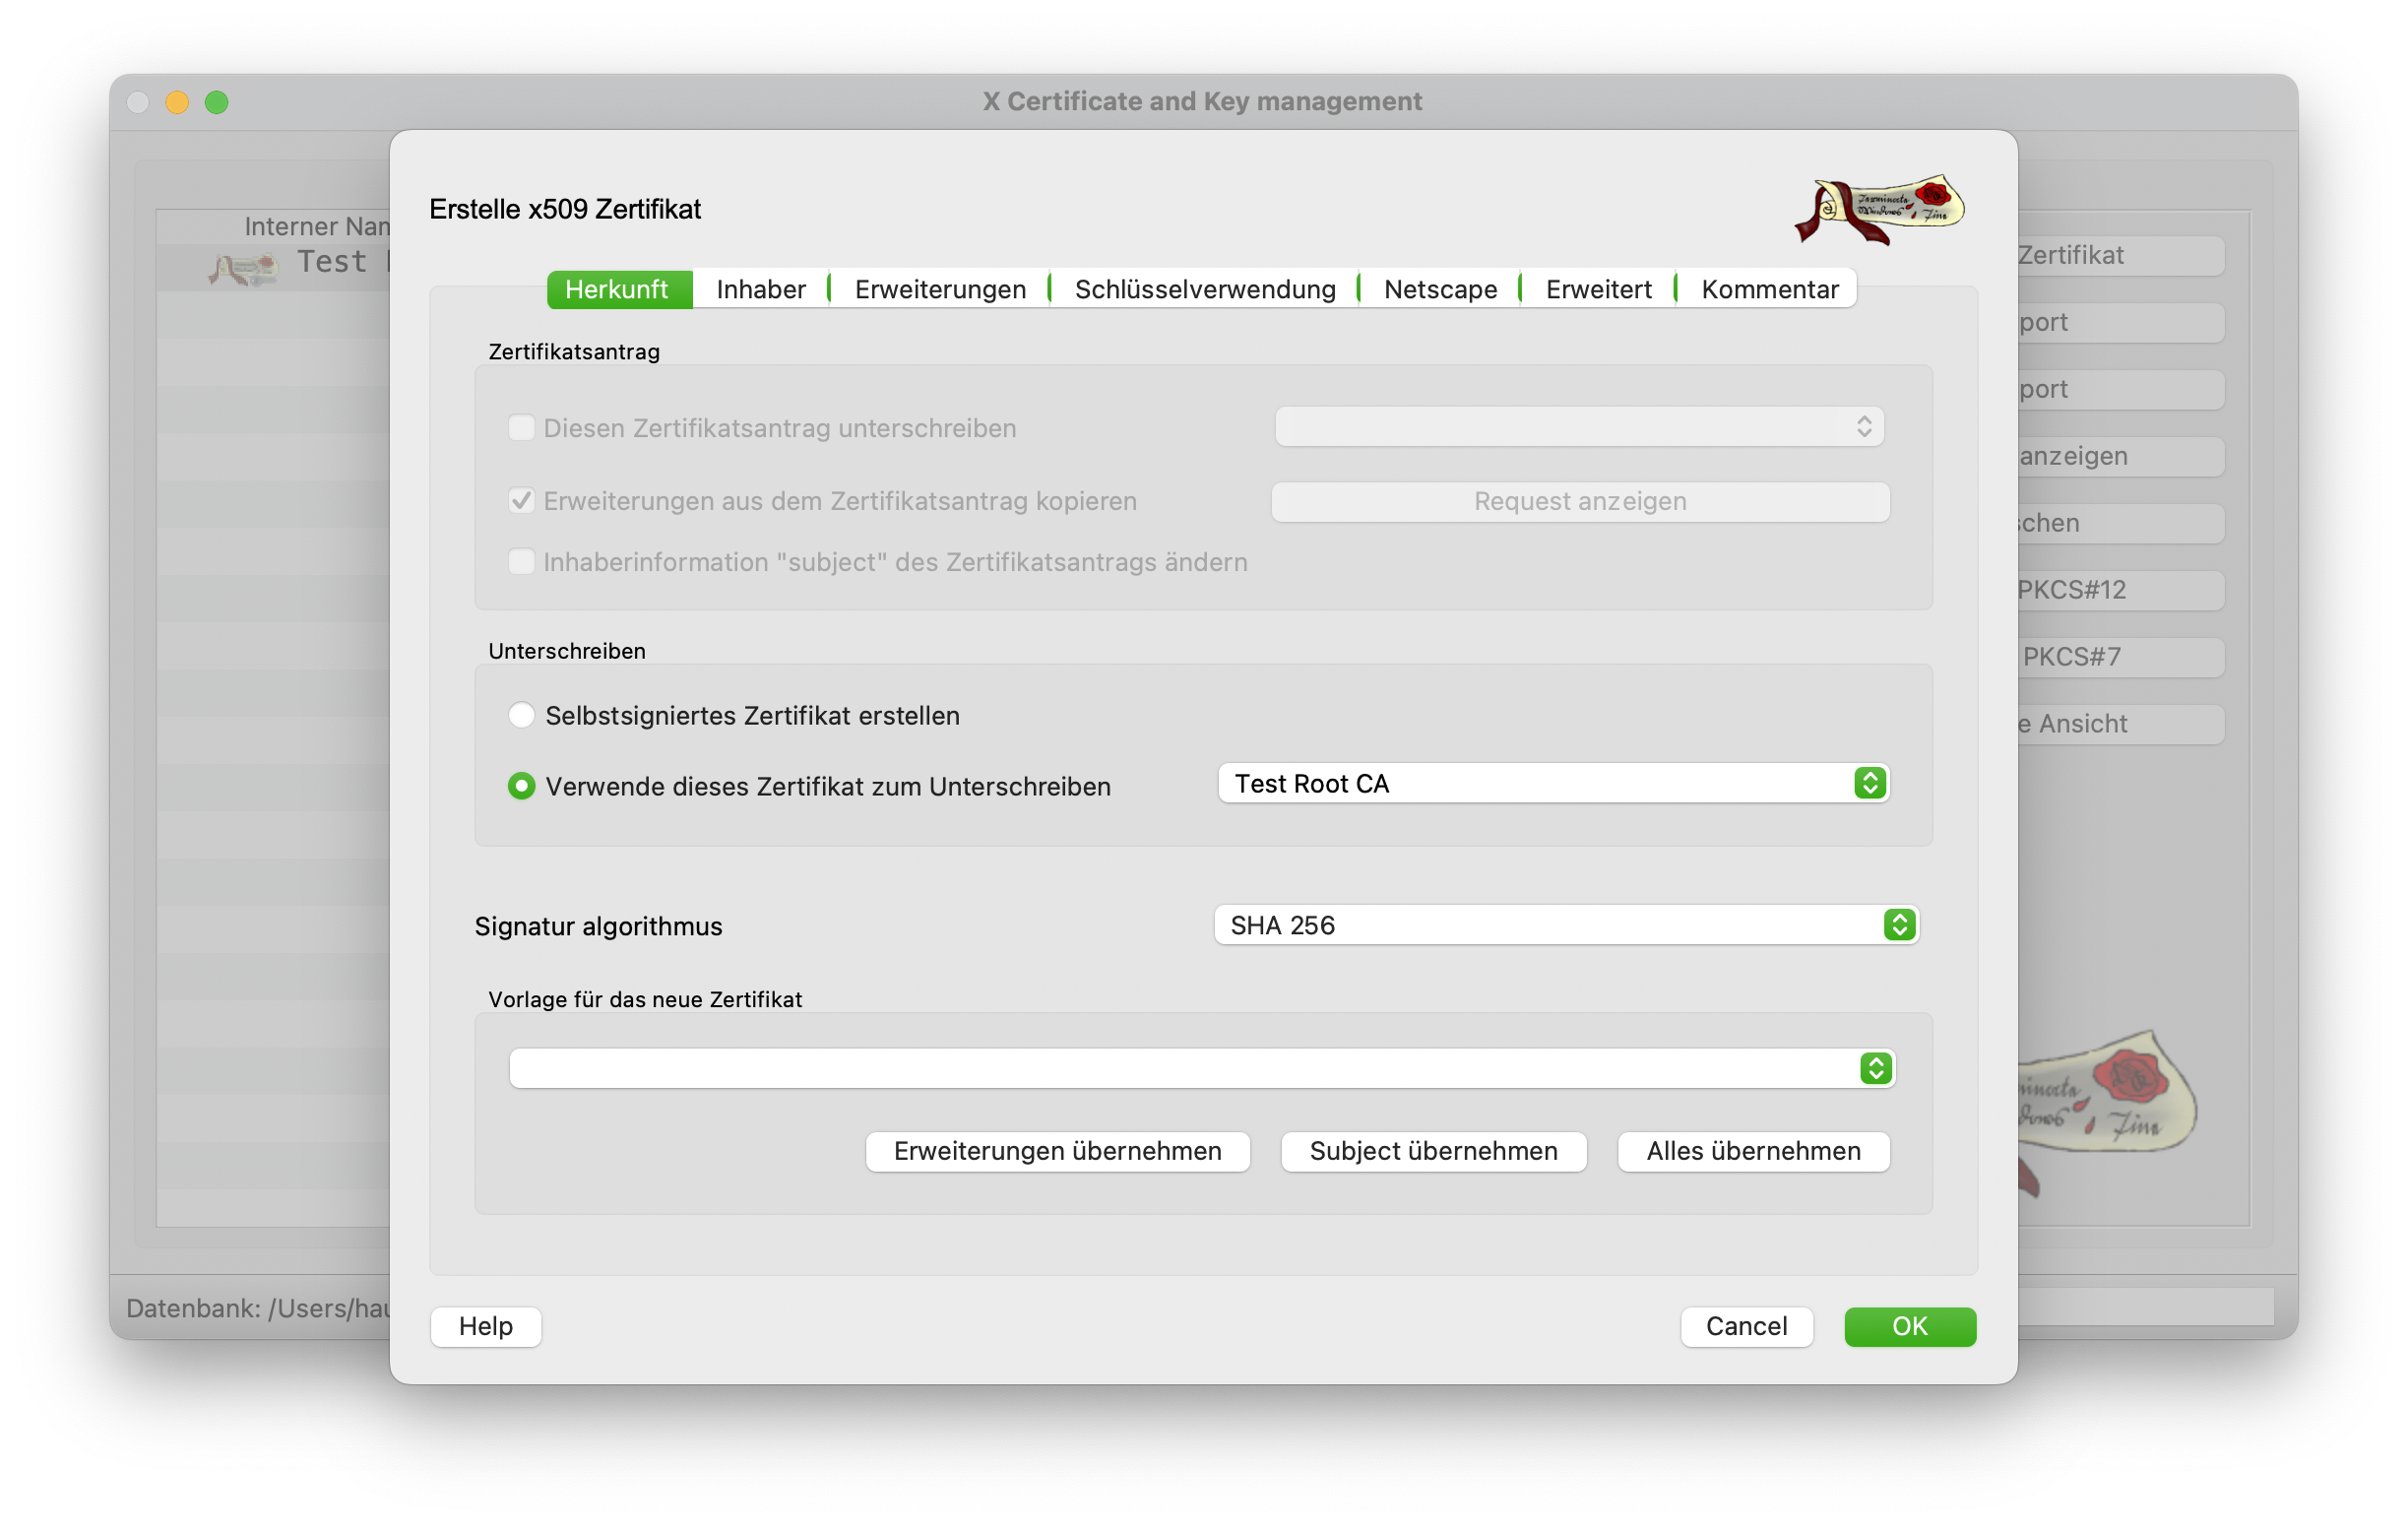 X Certificate and Key management
Erstelle x509 Zertifikat
Interner
Test
Herkunft Inhaber Erweiterungen Schlüsselverwendung Netscape Erweitert Kommentar
Zertifikatsantrag
Diesen Zertifikatsantrag unterschreiben
Erweiterungen aus dem Zertifikatsantrag kopieren Request anzeigen
Inhaberinformation "subject" des Zertifikatsantrags ändern
Unterschreiben
Selbstsigniertes Zertifikat erstellen
Verwende dieses Zertifikat zum Unterschreiben Test Root CA
Signatur algorithmus SHA 256
Vorlage für das neue Zertifikat
Erweiterungen übernehmen Subject übernehmen Alles übernehmen
Help Cancel OK
Zertifikat
port
port
anzeigen
schen
PKCS#12
PKCS#7
e Ansicht
Datenbank: /Users/hau